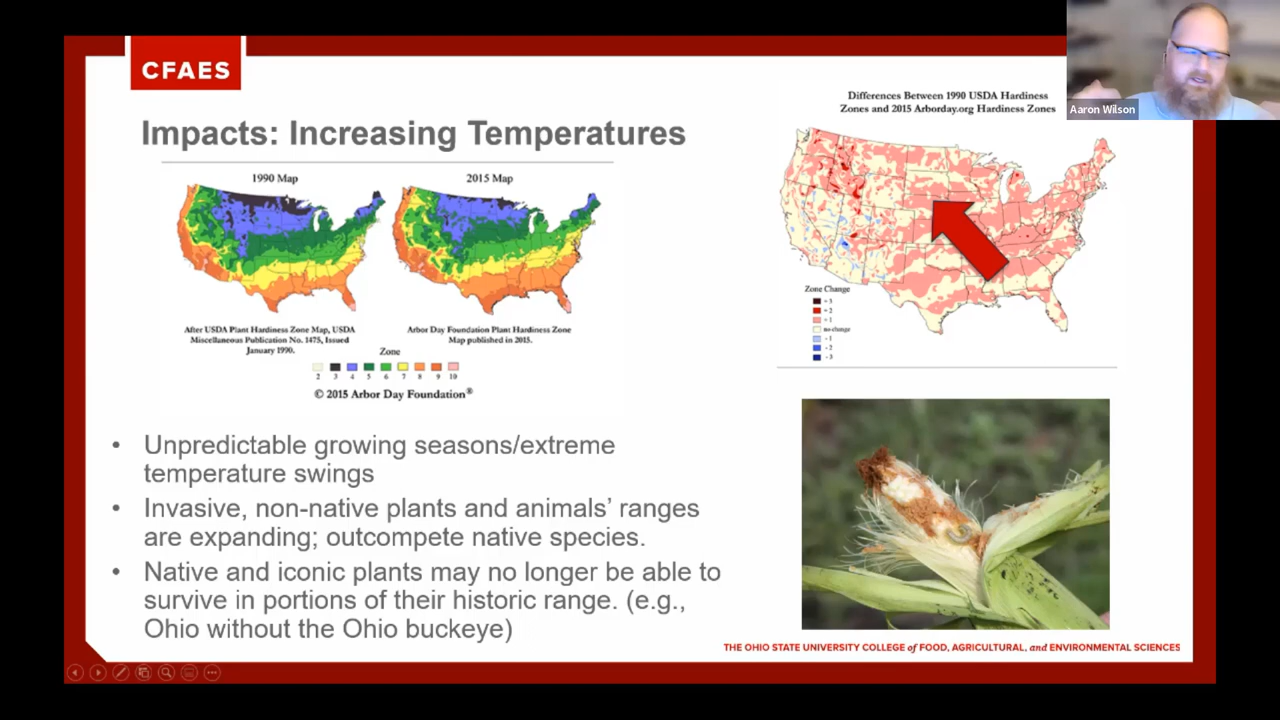 CFAES
Aaron Wilson
Impacts: Increasing Temperatures
1990 Map
2015 Map
After USDA Plant Hardiness Zone Map, USDA
Miscellaneous Publication No. 1475, Issued
January 1990.
Arbor Day Foundation Plant Hardiness Zone
Map published in 2015.
Zone
2 3 4 5 6 7 8 9 10
© 2015 Arbor Day Foundation®
Differences Between 1990 USDA Hardiness
Zones and 2015 Arborday.org Hardiness Zones
Zone Change
+ 3
+ 2
+ 1
no change
- 1
- 2
- 3
• Unpredictable growing seasons/extreme
temperature swings
• Invasive, non-native plants and animals’ ranges
are expanding; outcompete native species.
• Native and iconic plants may no longer be able to
survive in portions of their historic range. (e.g.,
Ohio without the Ohio buckeye)
THE OHIO STATE UNIVERSITY COLLEGE of FOOD, AGRICULTURAL, and ENVIRONMENTAL SCIENCES